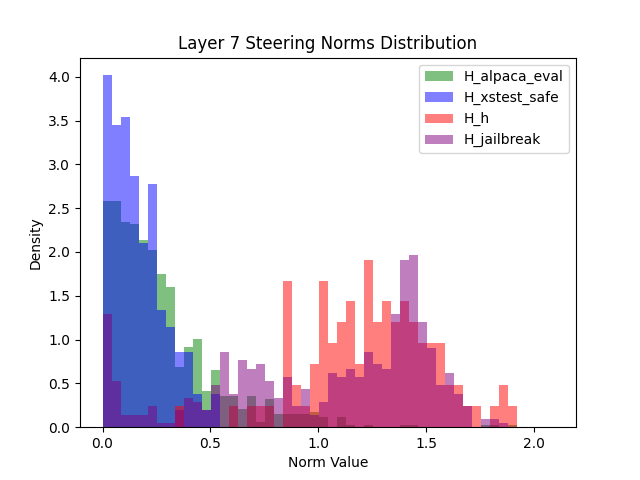 Layer 7 Steering Norms Distribution
H_alpaca_eval
H_xstest_safe
H_h
H_jailbreak
4.0
3.5
3.0
2.5
2.0
1.5
1.0
0.5
0.0
Density
0.0 0.5 1.0 1.5 2.0
Norm Value